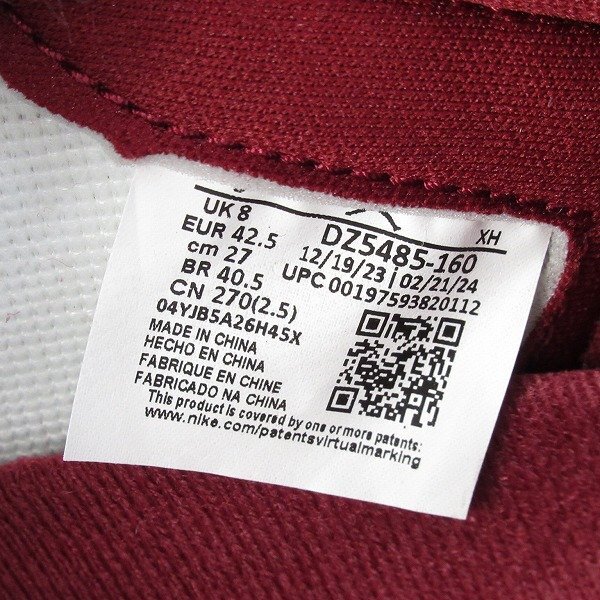 UK 8
EUR 42.5
cm 27
BR 40.5
CN 270(2.5)
04YJB5A26H45X
XH
DZ5485-160
12/19/23 | 02/21/24
UPC 00197593820112
MADE IN CHINA
HECHO EN CHINA
FABRIQUE EN CHINE
FABRICADO NA CHINA
This product is covered by one or more patents:
www.nike.com/patentsvirtualmarking